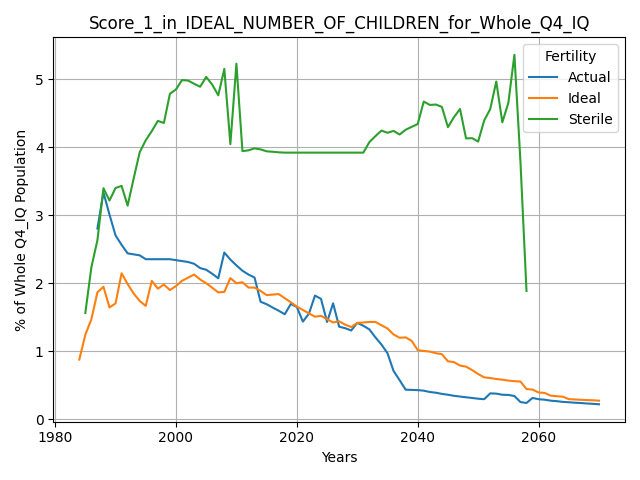 Score_1_in_IDEAL_NUMBER_OF_CHILDREN_for_Whole_Q4_IQ
Fertility
Actual
Ideal
Sterile
% of Whole Q4_IQ Population
5
4
3
2
1
0
1980 2000 2020 2040 2060
Years